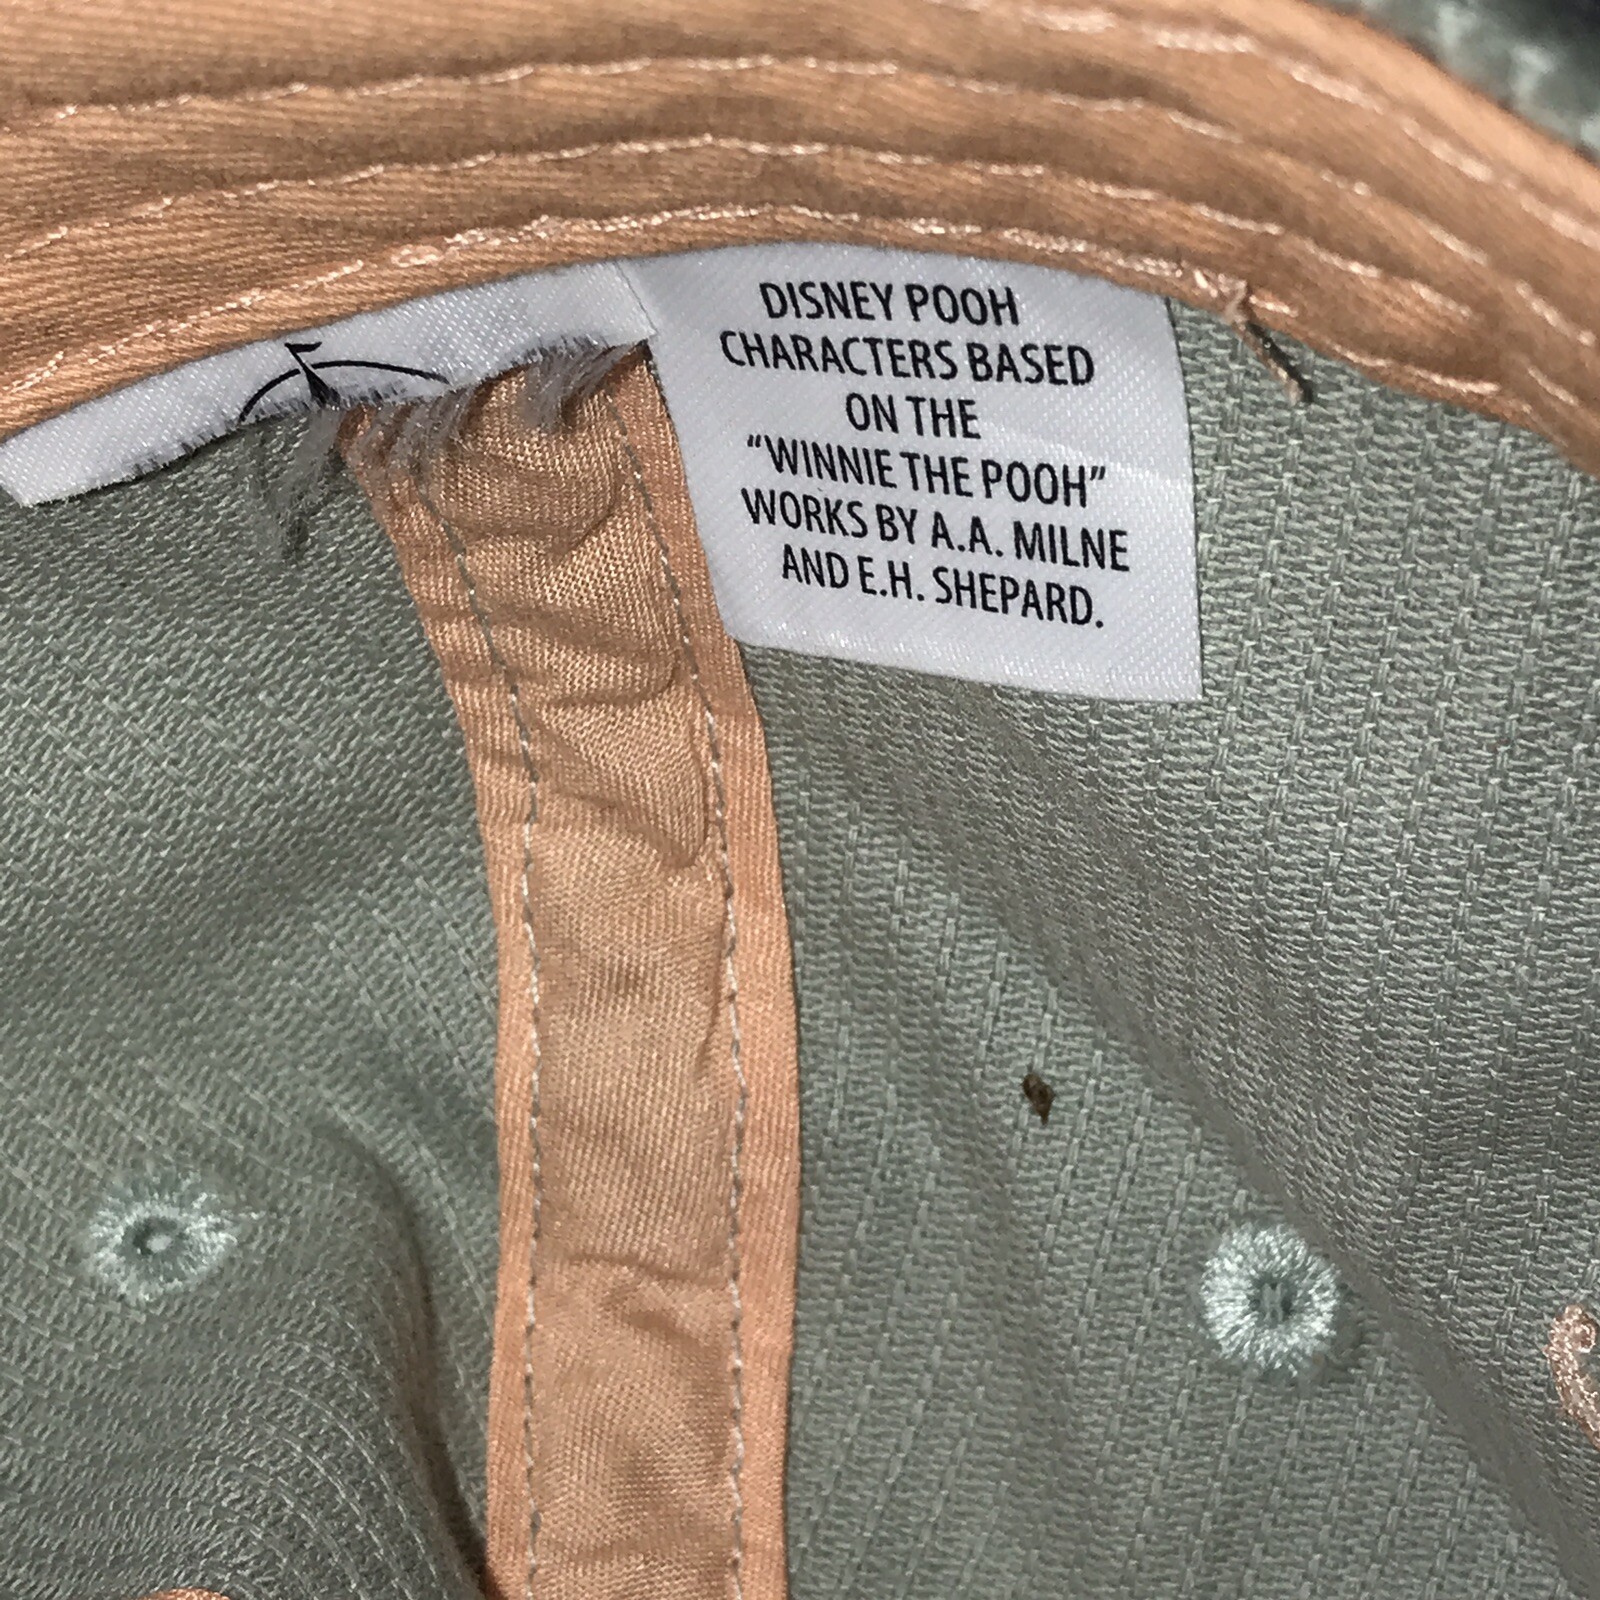 DISNEY POOH
CHARACTERS BASED
ON THE
“WINNIE THE POOH”
WORKS BY A.A. MILNE
AND E.H. SHEPARD.